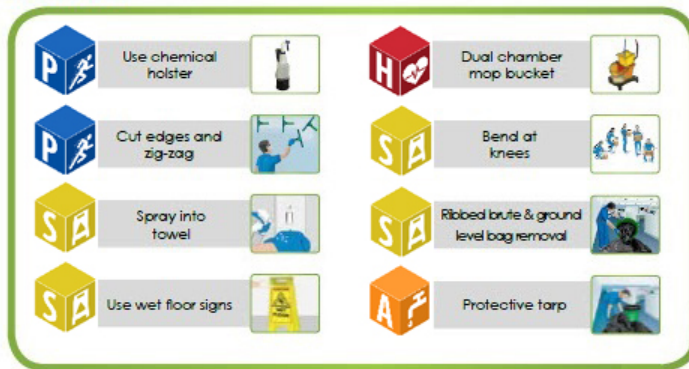 P
Use chemical
holster
P
Cut edges and
zig-zag
S
Spray into
towel
S
Use wet floor signs
H
Dual chamber
mop bucket
S
Bend at
knees
S
Ribbed brute & ground
level bag removal
A
Protective tarp